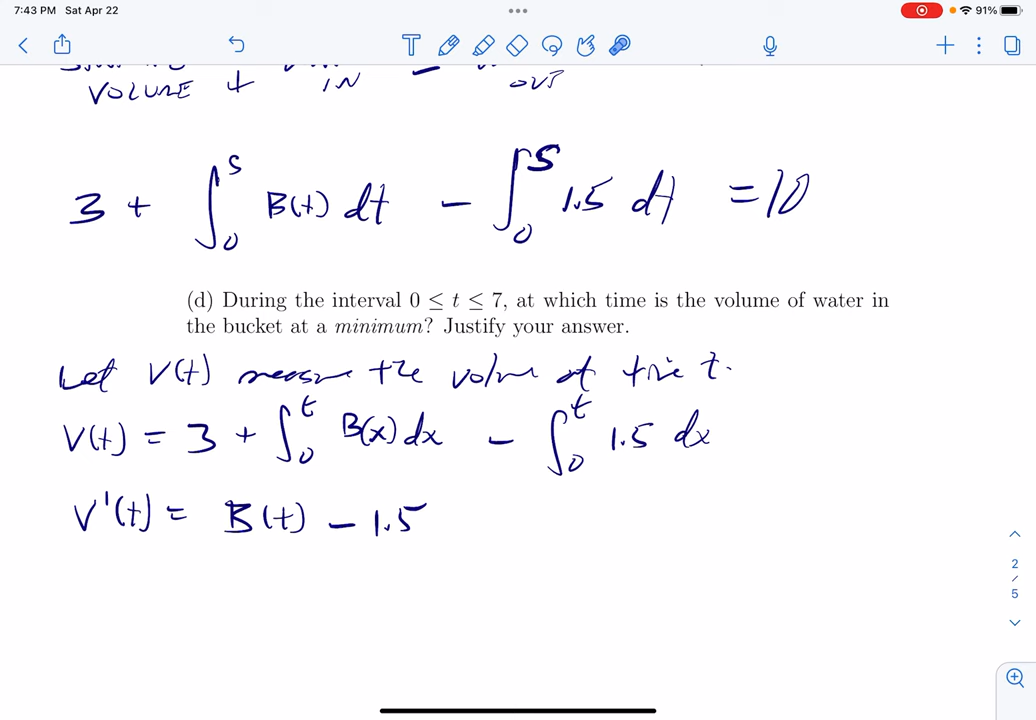 7:43 PM Sat Apr 22
91%
VOLUME + IN OUT
3 + ∫₀ˢ B(t) dt − ∫₀ˢ 1.5 dt = 10
(d) During the interval 0 ≤ t ≤ 7, at which time is the volume of water in
the bucket at a minimum? Justify your answer.
Let V(t) measure the volume at time t.
V(t) = 3 + ∫₀ᵗ B(x) dx − ∫₀ᵗ 1.5 dx
V'(t) = B(t) − 1.5
2
/
5